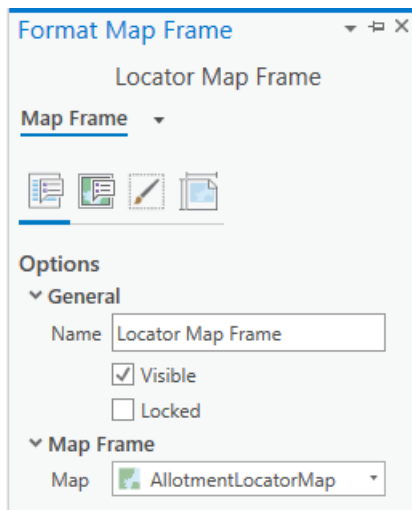 Format Map Frame
Locator Map Frame
Map Frame
Options
General
Name Locator Map Frame
Visible
Locked
Map Frame
Map AllotmentLocatorMap